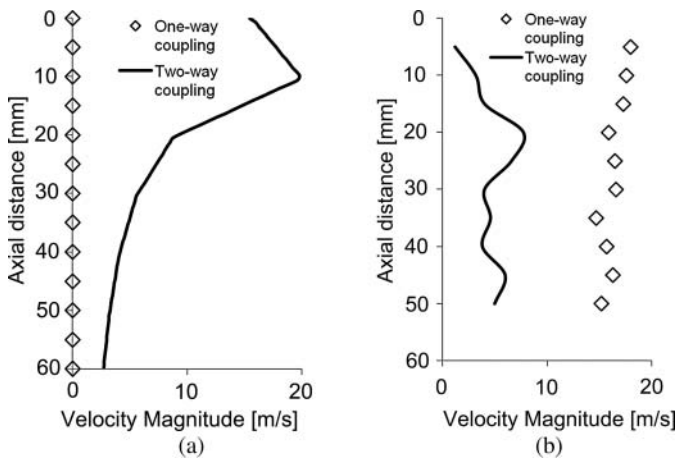 0
10
20
30
40
50
60
Axial distance [mm]
One-way
coupling
Two-way
coupling
0
10
20
Velocity Magnitude [m/s]
(a)
0
10
20
30
40
50
60
Axial distance [mm]
One-way
coupling
Two-way
coupling
0
10
20
Velocity Magnitude [m/s]
(b)